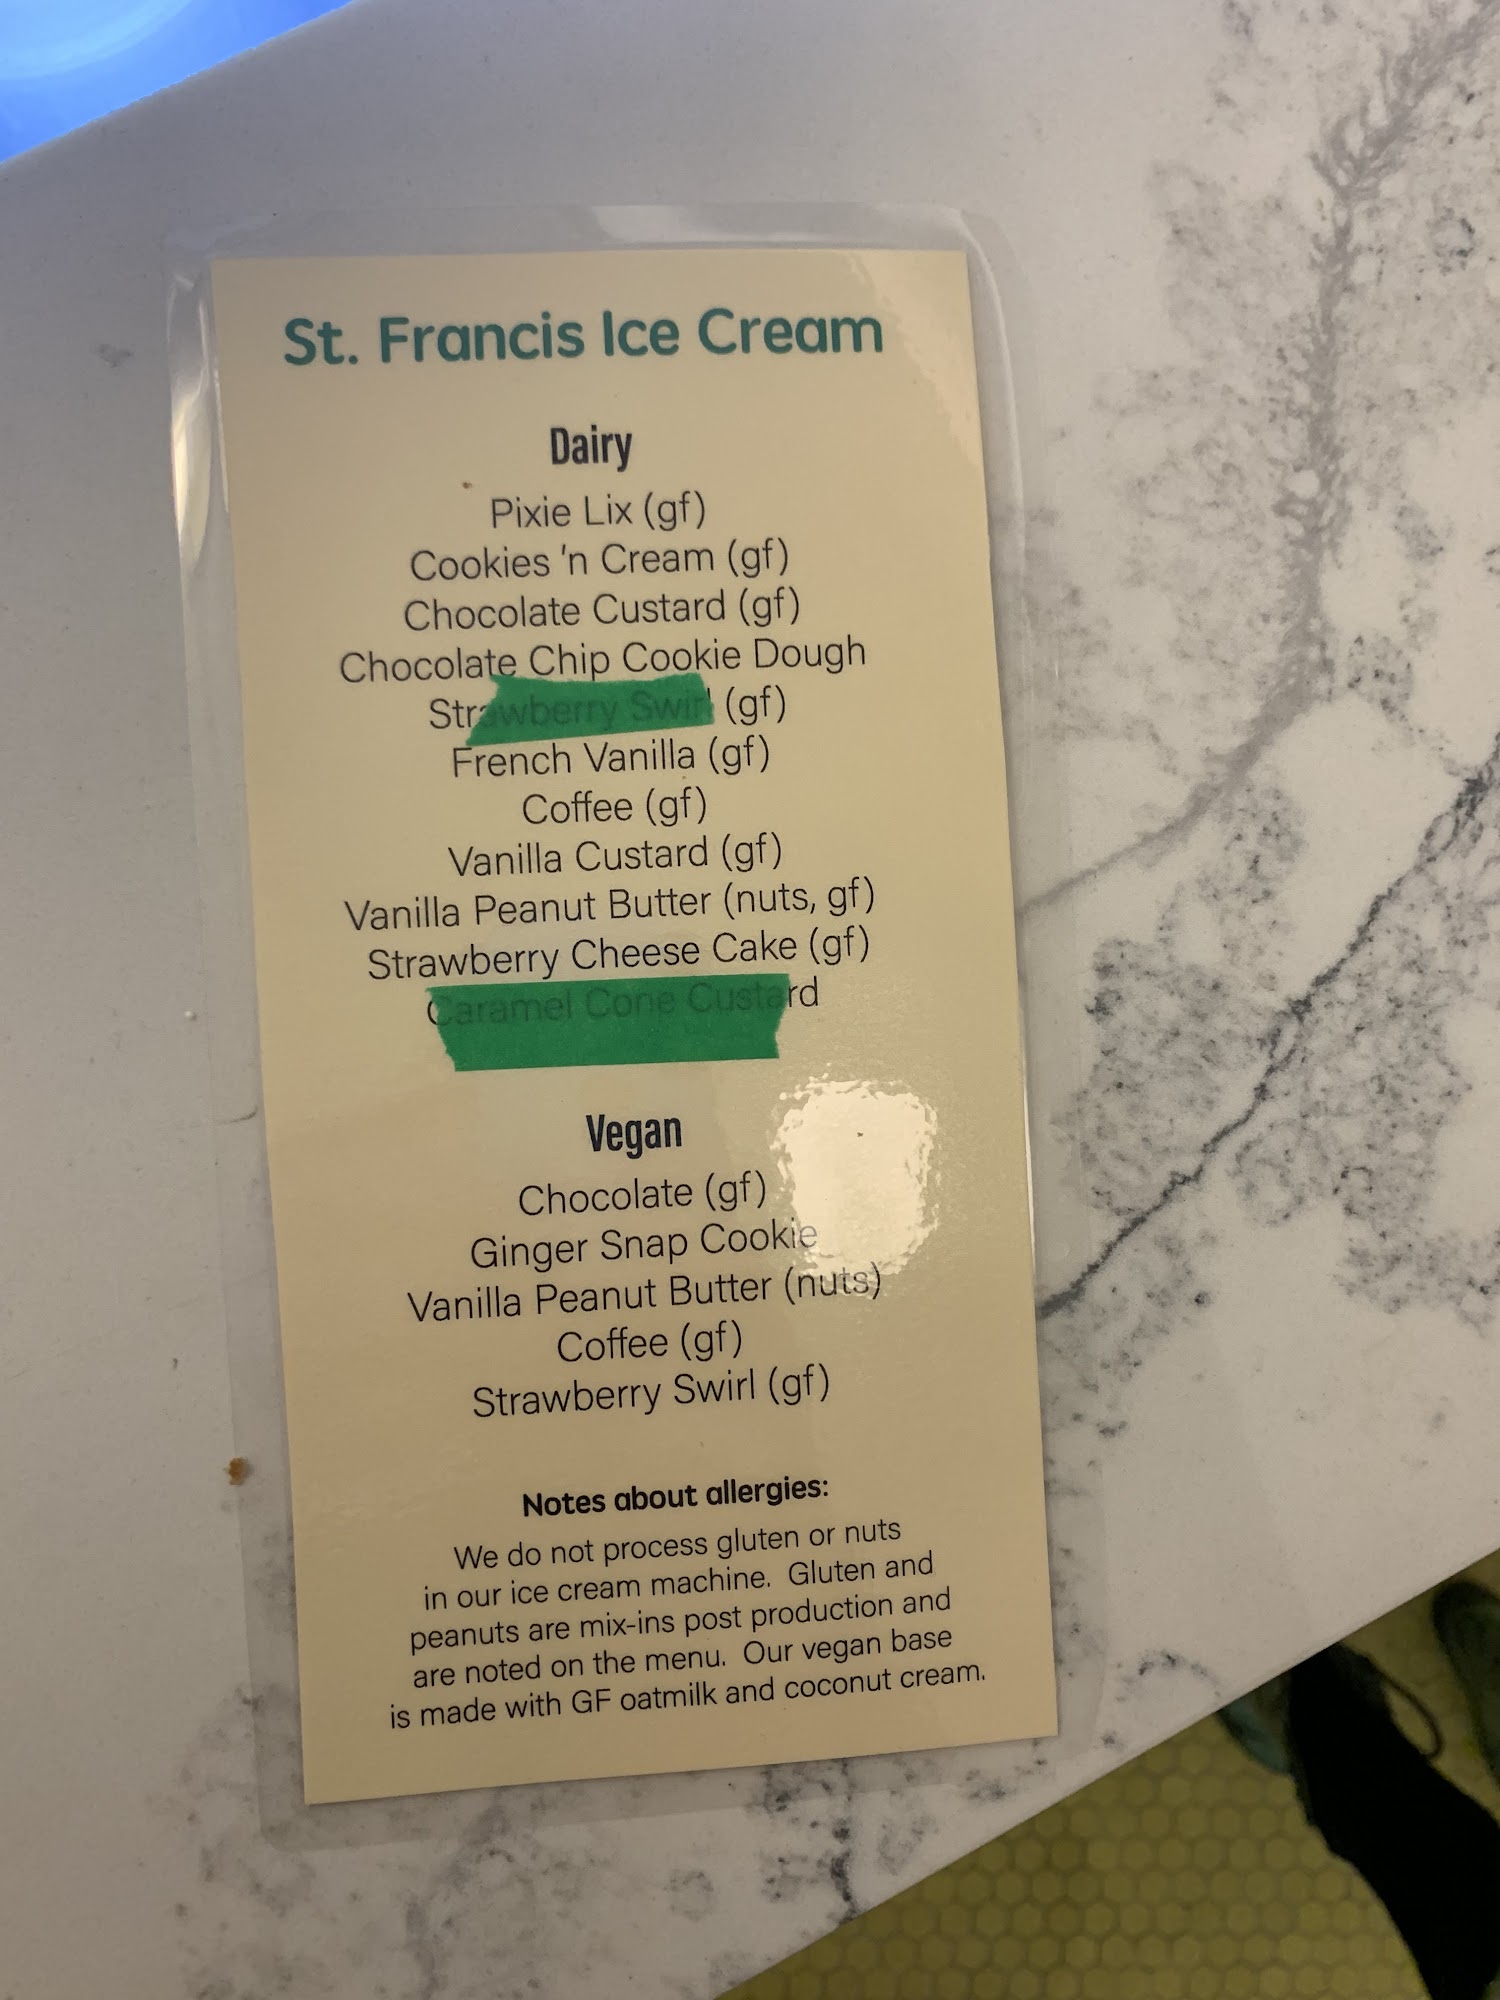 St. Francis Ice Cream
Dairy
Pixie Lix (gf)
Cookies 'n Cream (gf)
Chocolate Custard (gf)
Chocolate Chip Cookie Dough
Strawberry Swirl (gf)
French Vanilla (gf)
Coffee (gf)
Vanilla Custard (gf)
Vanilla Peanut Butter (nuts, gf)
Strawberry Cheese Cake (gf)
Caramel Cone Custard
Vegan
Chocolate (gf)
Ginger Snap Cookie
Vanilla Peanut Butter (nuts)
Coffee (gf)
Strawberry Swirl (gf)
Notes about allergies:
We do not process gluten or nuts
in our ice cream machine. Gluten and
peanuts are mix-ins post production and
are noted on the menu. Our vegan base
is made with GF oatmilk and coconut cream.